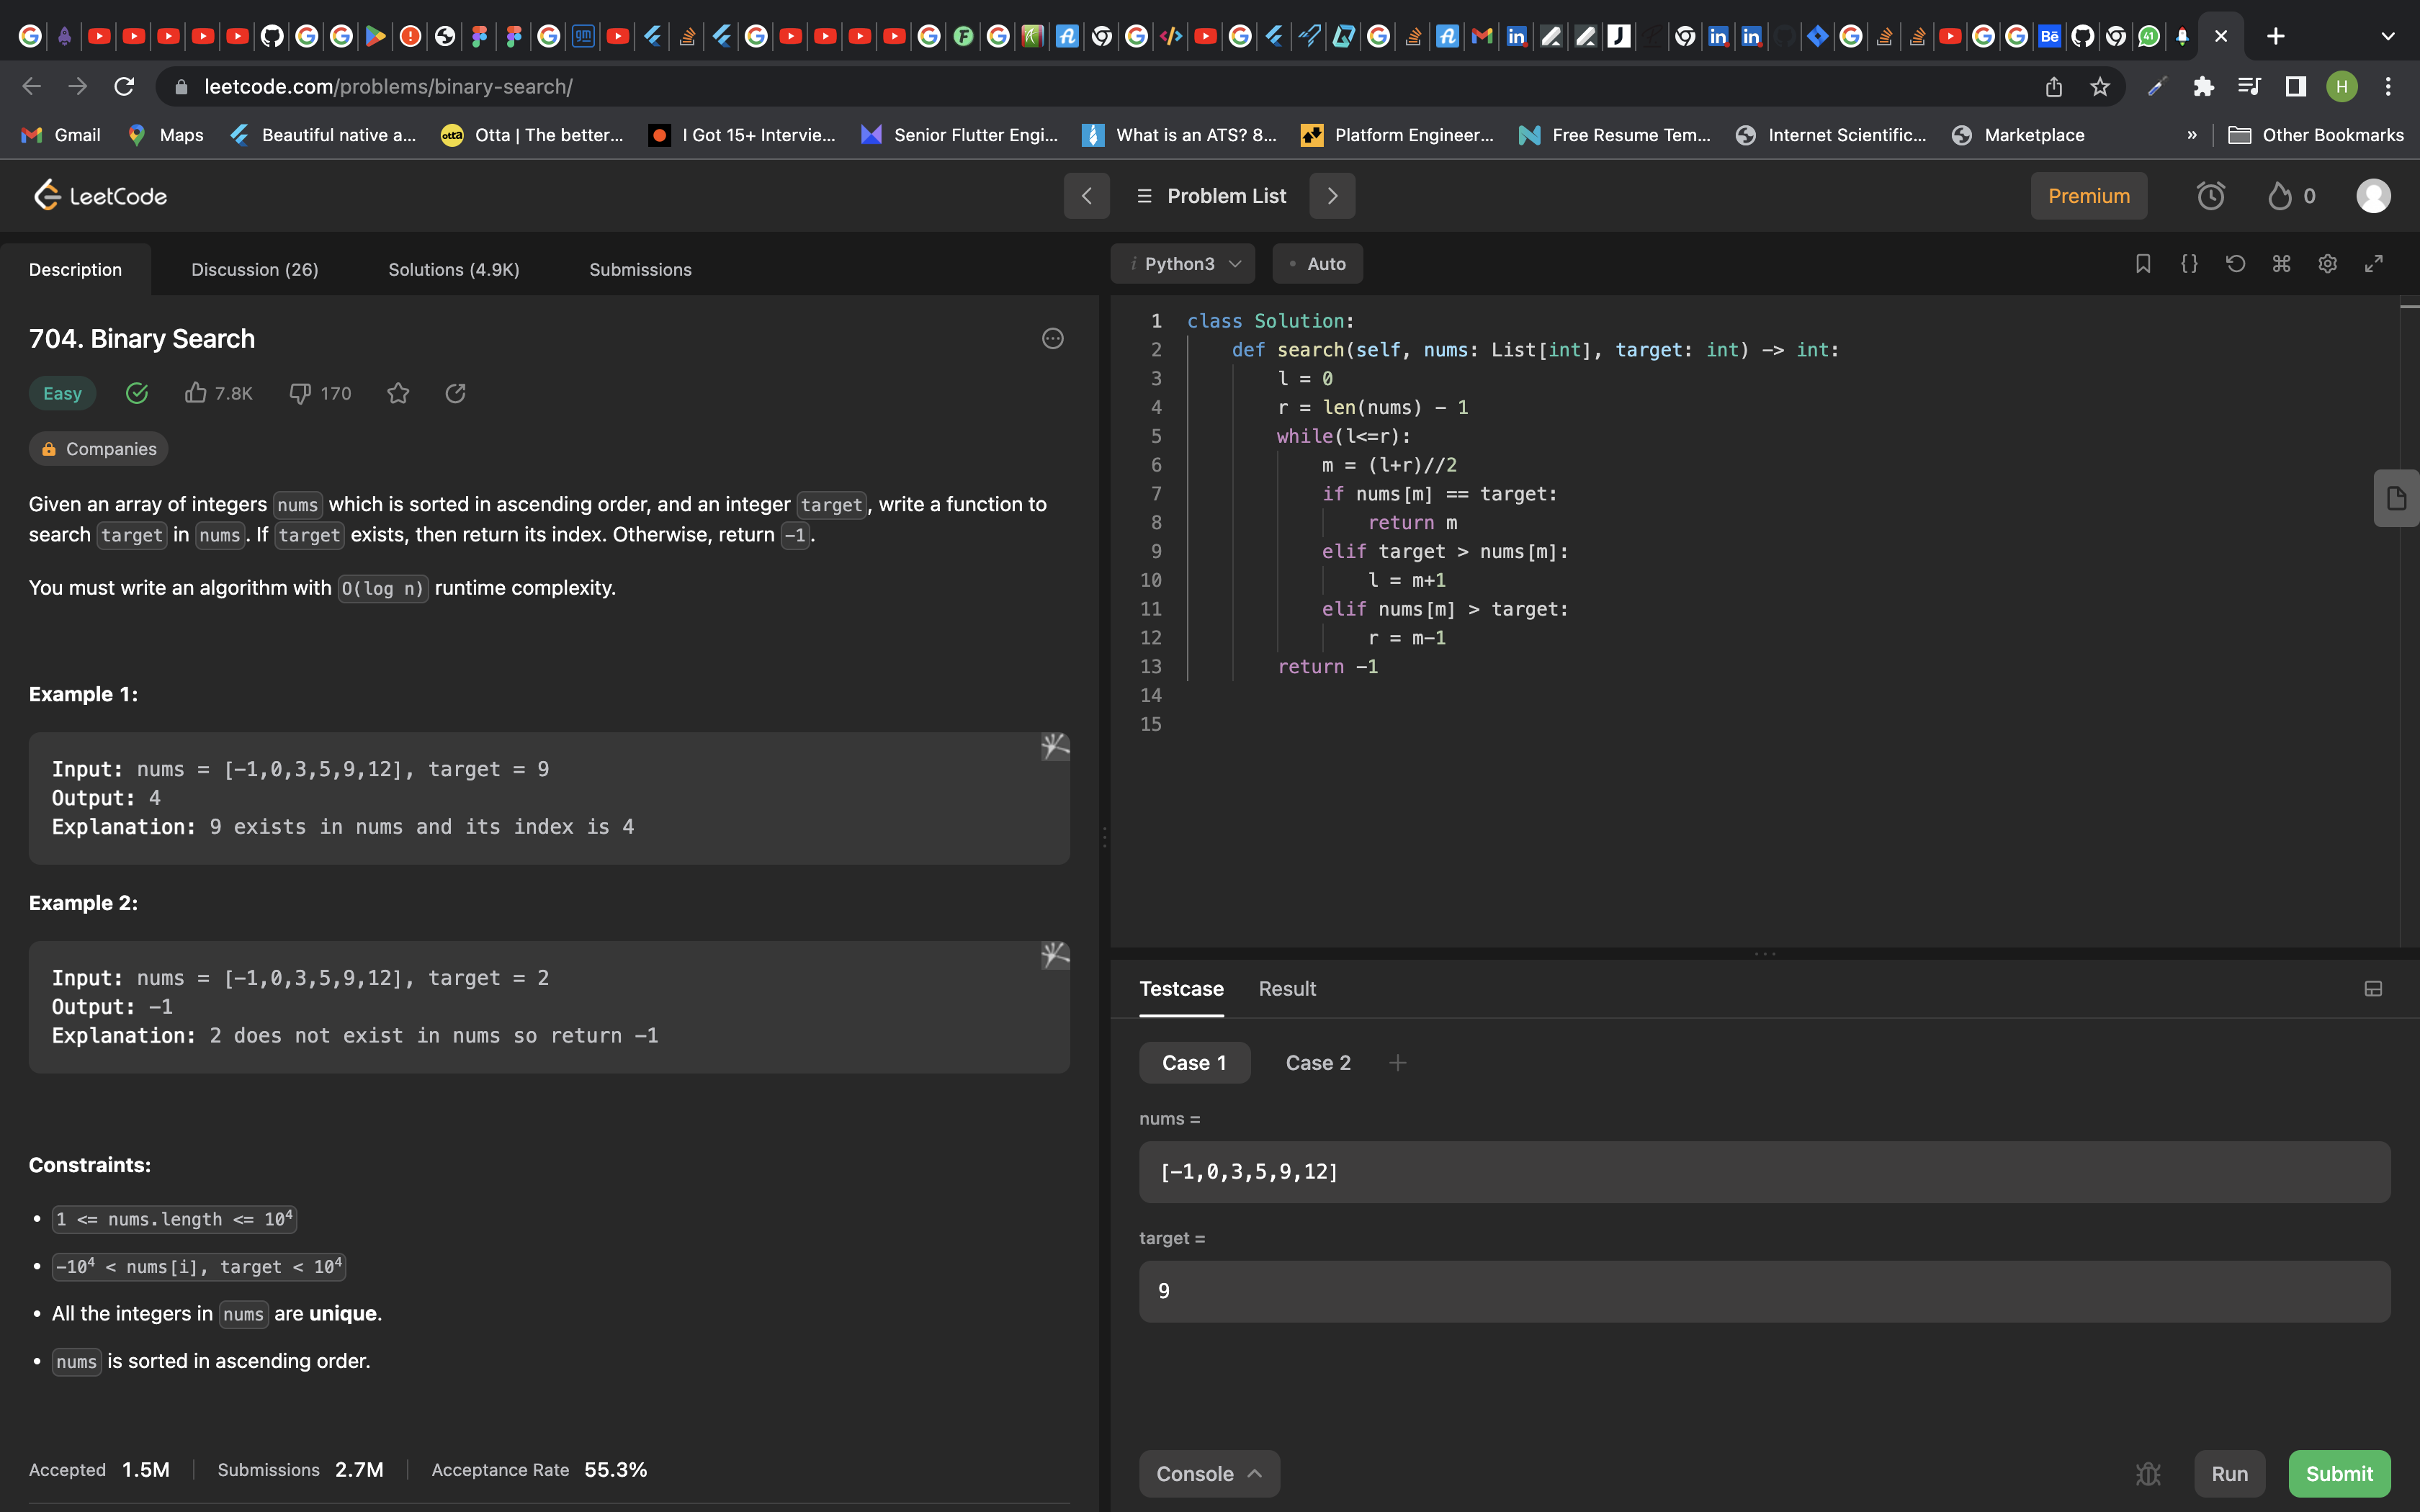 leetcode.com/problems/binary-search/
H
Gmail Maps Beautiful native a... Otta | The better... I Got 15+ Intervie... Senior Flutter Engi... What is an ATS? 8... Platform Engineer... Free Resume Tem... Internet Scientific... Marketplace » Other Bookmarks
LeetCode Problem List Premium 0
Description Discussion (26) Solutions (4.9K) Submissions
704. Binary Search
Easy 7.8K 170
Companies
Given an array of integers nums which is sorted in ascending order, and an integer target, write a function to
search target in nums. If target exists, then return its index. Otherwise, return -1.
You must write an algorithm with O(log n) runtime complexity.
Example 1:
Input: nums = [-1,0,3,5,9,12], target = 9
Output: 4
Explanation: 9 exists in nums and its index is 4
Example 2:
Input: nums = [-1,0,3,5,9,12], target = 2
Output: -1
Explanation: 2 does not exist in nums so return -1
Constraints:
• 1 <= nums.length <= 10⁴
• -10⁴ < nums[i], target < 10⁴
• All the integers in nums are unique.
• nums is sorted in ascending order.
Accepted 1.5M Submissions 2.7M Acceptance Rate 55.3%
i Python3 • Auto
1 class Solution:
2     def search(self, nums: List[int], target: int) -> int:
3         l = 0
4         r = len(nums) - 1
5         while(l<=r):
6             m = (l+r)//2
7             if nums[m] == target:
8                 return m
9             elif target > nums[m]:
10                 l = m+1
11             elif nums[m] > target:
12                 r = m-1
13         return -1
14
15
Testcase Result
Case 1 Case 2 +
nums =
[-1,0,3,5,9,12]
target =
9
Console Run Submit